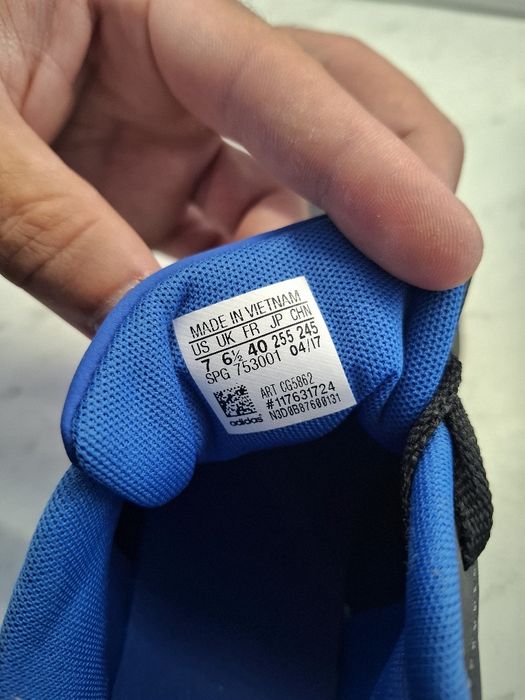 MADE IN VIETNAM
US UK FR JP CHN
7 6½ 40 255 245
SPG 753001 04/17
ART CG5862
#117631724
N3D0B87600131
adidas